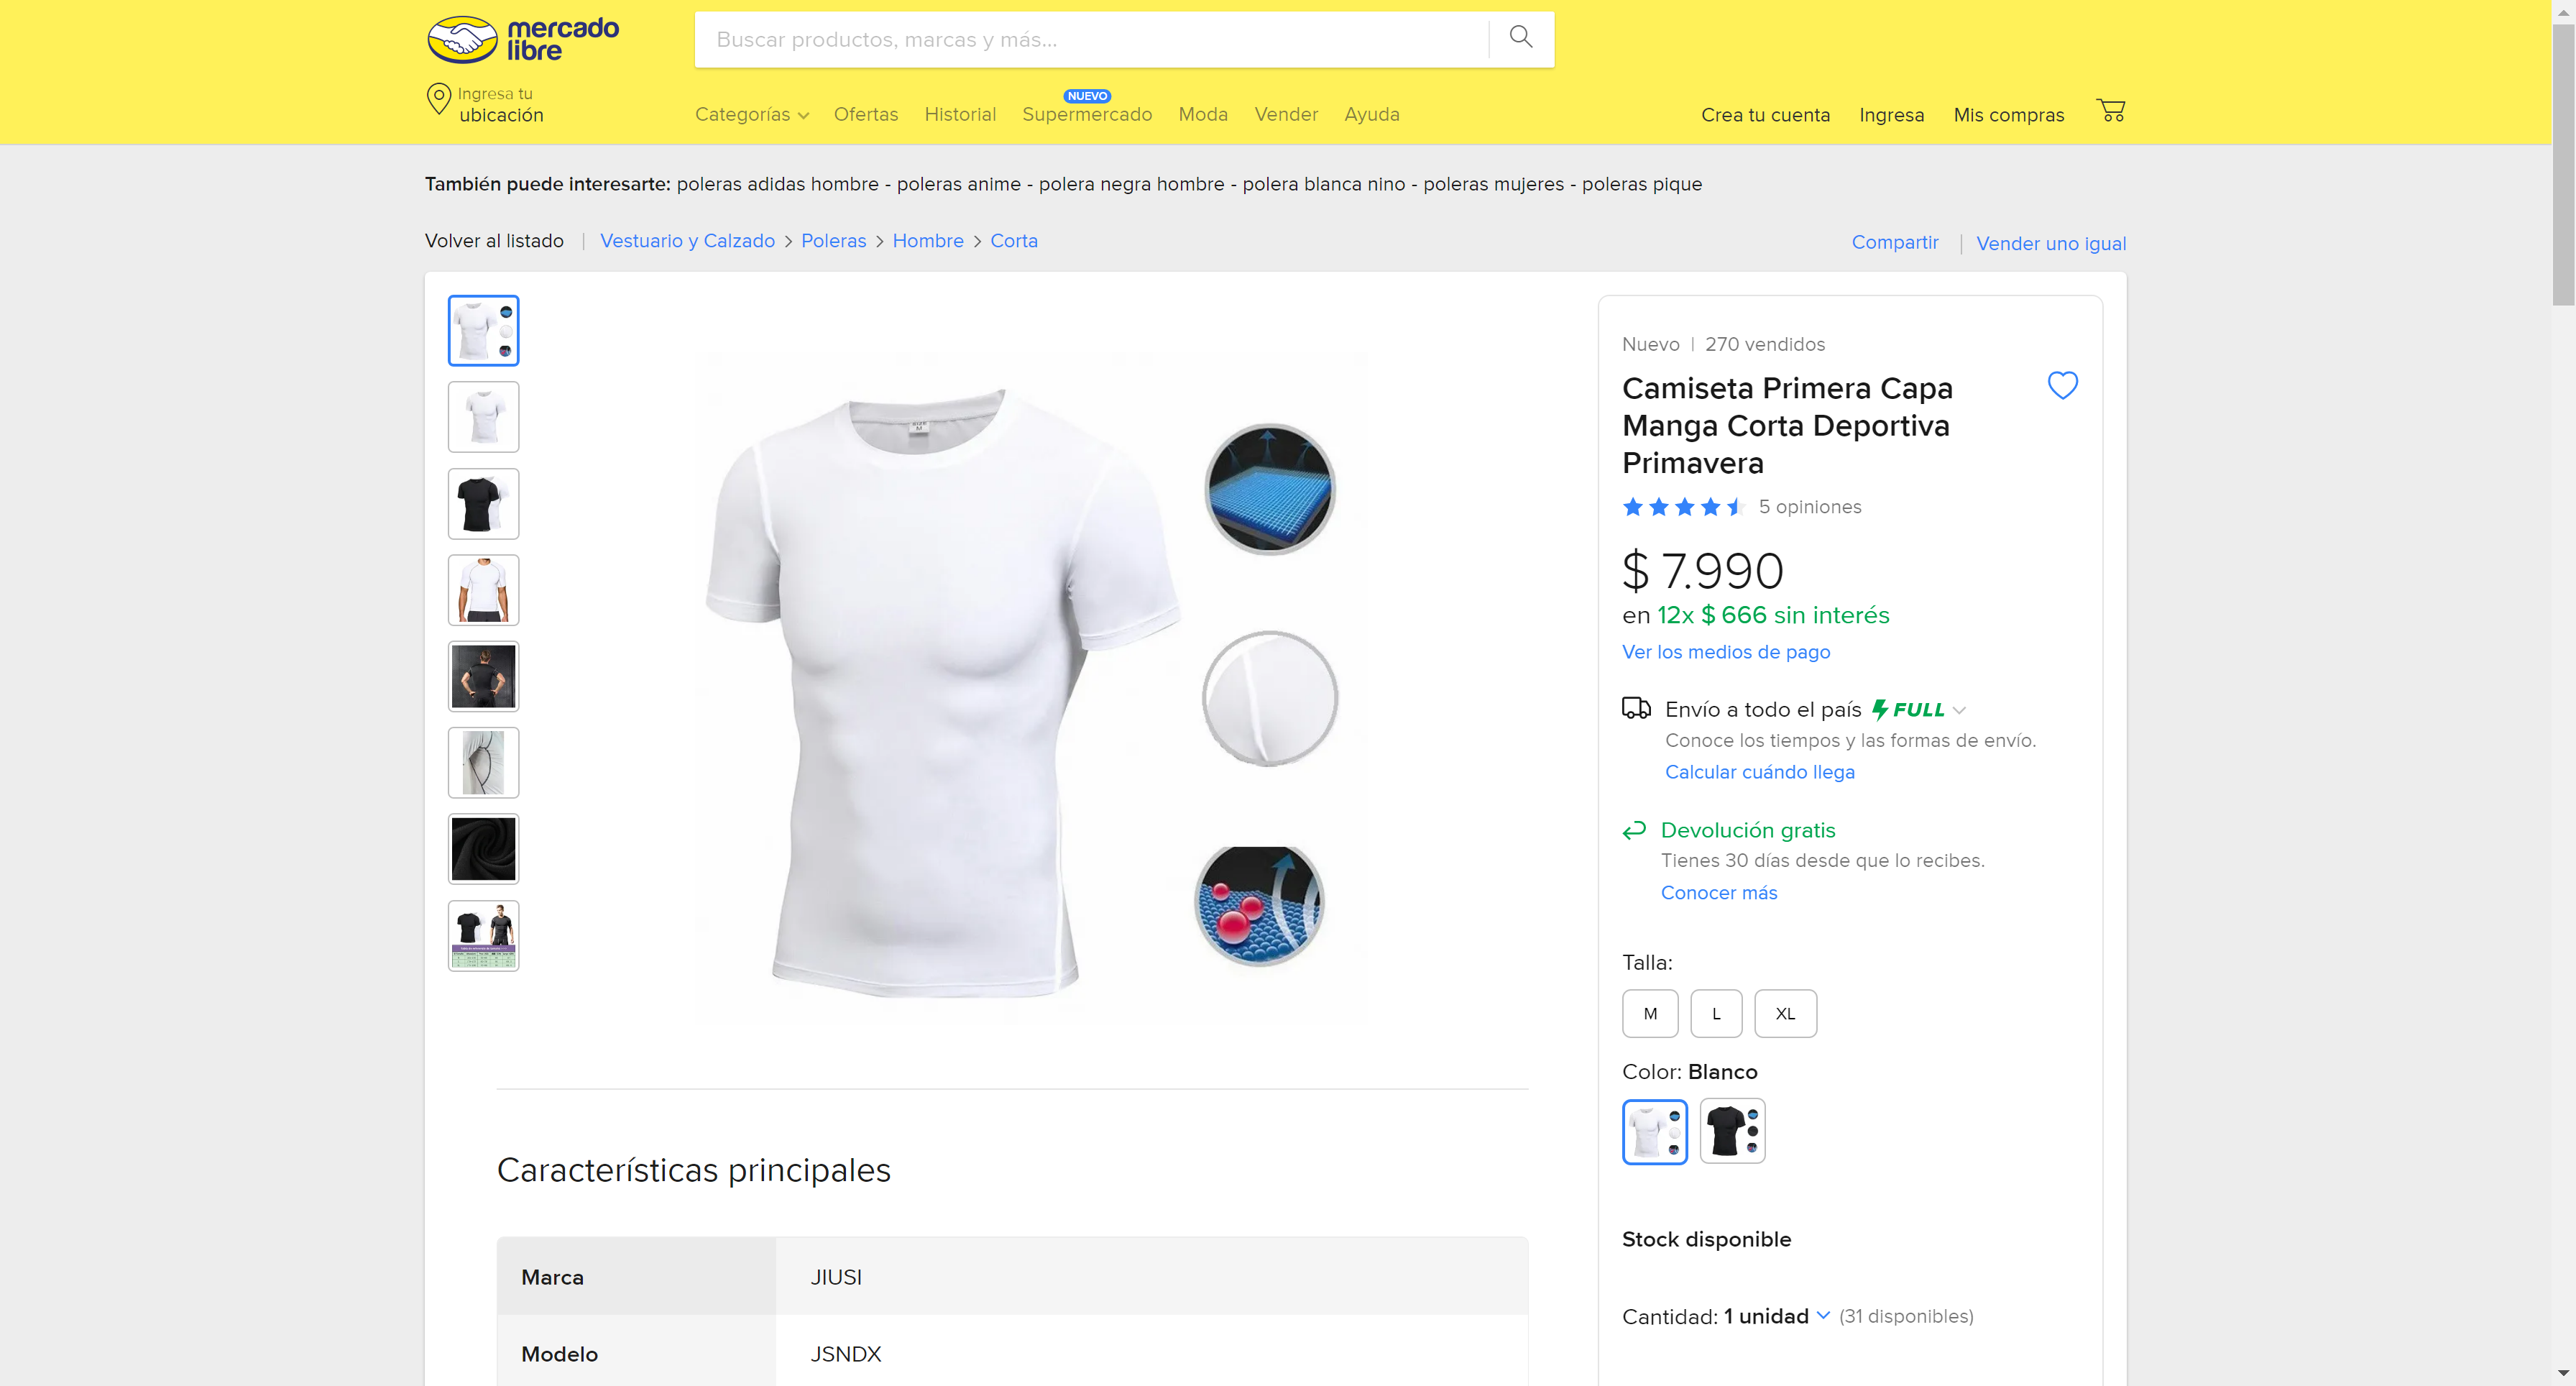 mercado
libre
Buscar productos, marcas y más...
Ingresa tu
ubicación
Categorías
Ofertas
Historial
NUEVO
Supermercado
Moda
Vender
Ayuda
Crea tu cuenta
Ingresa
Mis compras
También puede interesarte: poleras adidas hombre - poleras anime - polera negra hombre - polera blanca nino - poleras mujeres - poleras pique
Volver al listado | Vestuario y Calzado > Poleras > Hombre > Corta
Compartir | Vender uno igual
SIZE
M
Nuevo | 270 vendidos
Camiseta Primera Capa
Manga Corta Deportiva
Primavera
5 opiniones
$ 7.990
en 12x $ 666 sin interés
Ver los medios de pago
Envío a todo el país FULL
Conoce los tiempos y las formas de envío.
Calcular cuándo llega
Devolución gratis
Tienes 30 días desde que lo recibes.
Conocer más
Talla:
M
L
XL
Color: Blanco
Stock disponible
Cantidad: 1 unidad (31 disponibles)
Características principales
Marca JIUSI
Modelo JSNDX